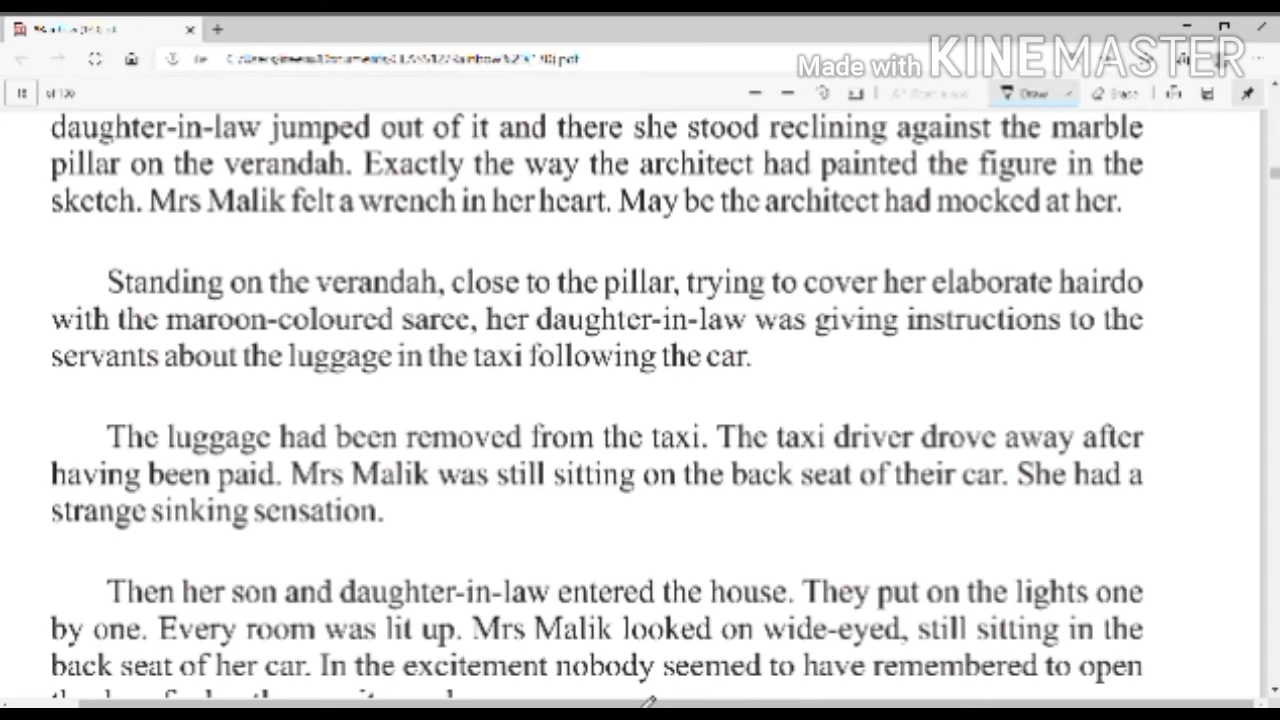 Made with KINEMASTER
of 130
Draw
Erase
daughter-in-law jumped out of it and there she stood reclining against the marble
pillar on the verandah. Exactly the way the architect had painted the figure in the
sketch. Mrs Malik felt a wrench in her heart. May be the architect had mocked at her.
Standing on the verandah, close to the pillar, trying to cover her elaborate hairdo
with the maroon-coloured saree, her daughter-in-law was giving instructions to the
servants about the luggage in the taxi following the car.
The luggage had been removed from the taxi. The taxi driver drove away after
having been paid. Mrs Malik was still sitting on the back seat of their car. She had a
strange sinking sensation.
Then her son and daughter-in-law entered the house. They put on the lights one
by one. Every room was lit up. Mrs Malik looked on wide-eyed, still sitting in the
back seat of her car. In the excitement nobody seemed to have remembered to open